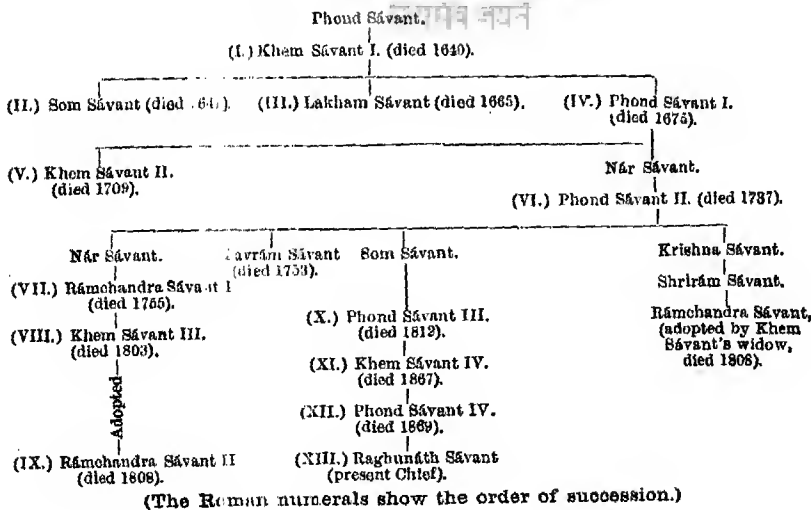 Phond Sávant.
(I.) Khem Sávant I. (died 1640).
(II.) Som Sávant (died 64 ). (III.) Lakham Sávant (died 1665). (IV.) Phond Sávant I.
(died 1675).
(V.) Khem Sávant II. Nár Sávant.
(died 1709).
(VI.) Phond Sávant II. (died 1737).
Nár Sávant. Sávant Som Sávant. Krishna Sávant.
(died 1753).
(VII.) Rámchandra Sávant I Shrirám Sávant.
(died 1755)
(X.) Phond Sávant III. Rámchandra Sávant,
(VIII.) Khem Sávant III. (died 1812). (adopted by Khem
(died 1803). Sávant's widow,
(XI.) Khem Sávant IV. died 1808).
(died 1867).
Adopted
(XII.) Phond Sávant IV.
(died 1869).
(IX.) Rámchandra Sávant II (XIII.) Raghunáth Sávant
(died 1808). (present Chief).
(The Roman numerals show the order of succession.)